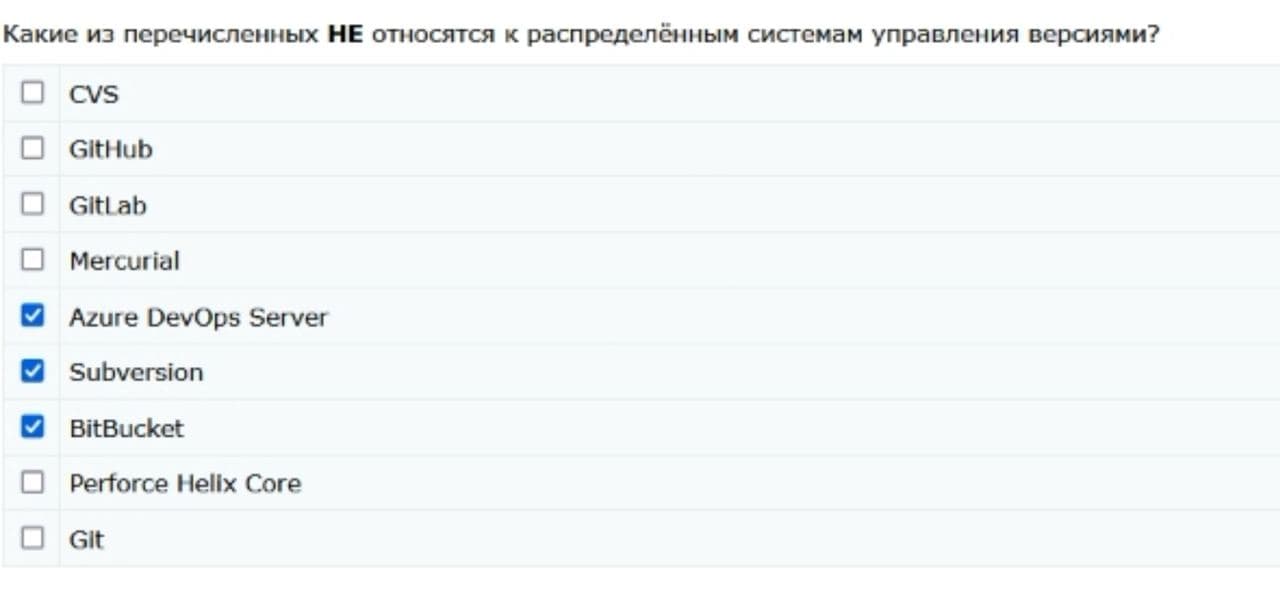 Какие из перечисленных НЕ относятся к распределённым системам управления версиями?
CVS
GitHub
GitLab
Mercurial
Azure DevOps Server
Subversion
BitBucket
Perforce Helix Core
Git